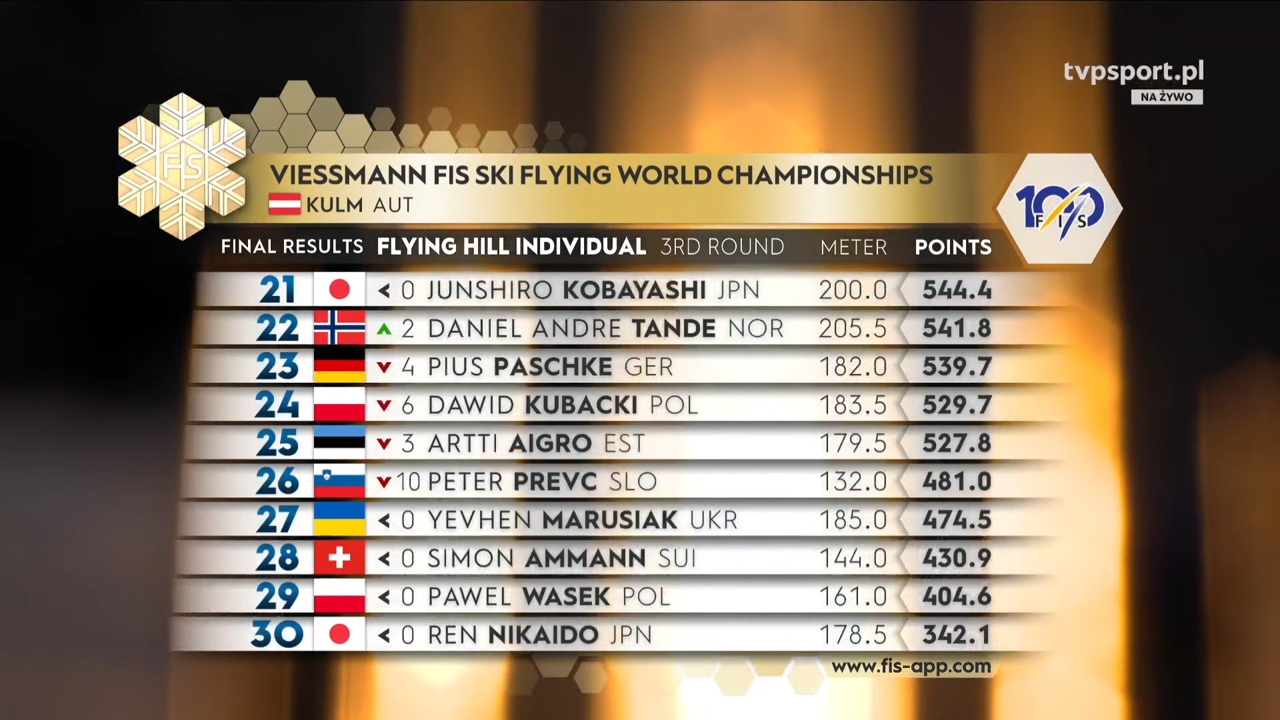 tvpsport.pl
NA ŻYWO
FIS
VIESSMANN FIS SKI FLYING WORLD CHAMPIONSHIPS
KULM AUT
100
FIS
FINAL RESULTS FLYING HILL INDIVIDUAL 3RD ROUND METER POINTS
21 < 0 JUNSHIRO KOBAYASHI JPN 200.0 544.4
22 2 DANIEL ANDRE TANDE NOR 205.5 541.8
23 4 PIUS PASCHKE GER 182.0 539.7
24 6 DAWID KUBACKI POL 183.5 529.7
25 3 ARTTI AIGRO EST 179.5 527.8
26 10 PETER PREVC SLO 132.0 481.0
27 < 0 YEVHEN MARUSIAK UKR 185.0 474.5
28 < 0 SIMON AMMANN SUI 144.0 430.9
29 < 0 PAWEL WASEK POL 161.0 404.6
30 < 0 REN NIKAIDO JPN 178.5 342.1
www.fis-app.com